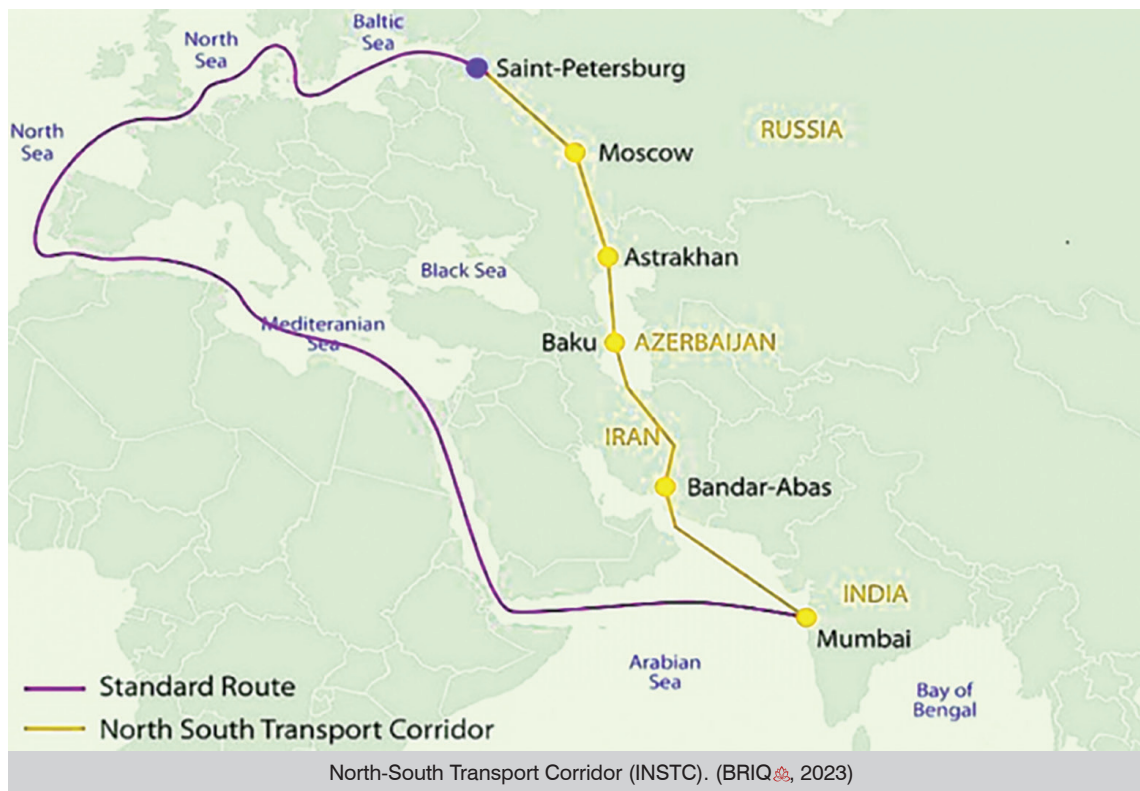 Baltic
Sea
North
Sea
Saint-Petersburg
RUSSIA
North
Sea
Moscow
Astrakhan
Black Sea
Mediteranian
Sea
Baku
AZERBAIJAN
IRAN
Bandar-Abas
INDIA
Mumbai
Arabian
Sea
Bay of
Bengal
Standard Route
North South Transport Corridor
North-South Transport Corridor (INSTC). (BRIQ, 2023)